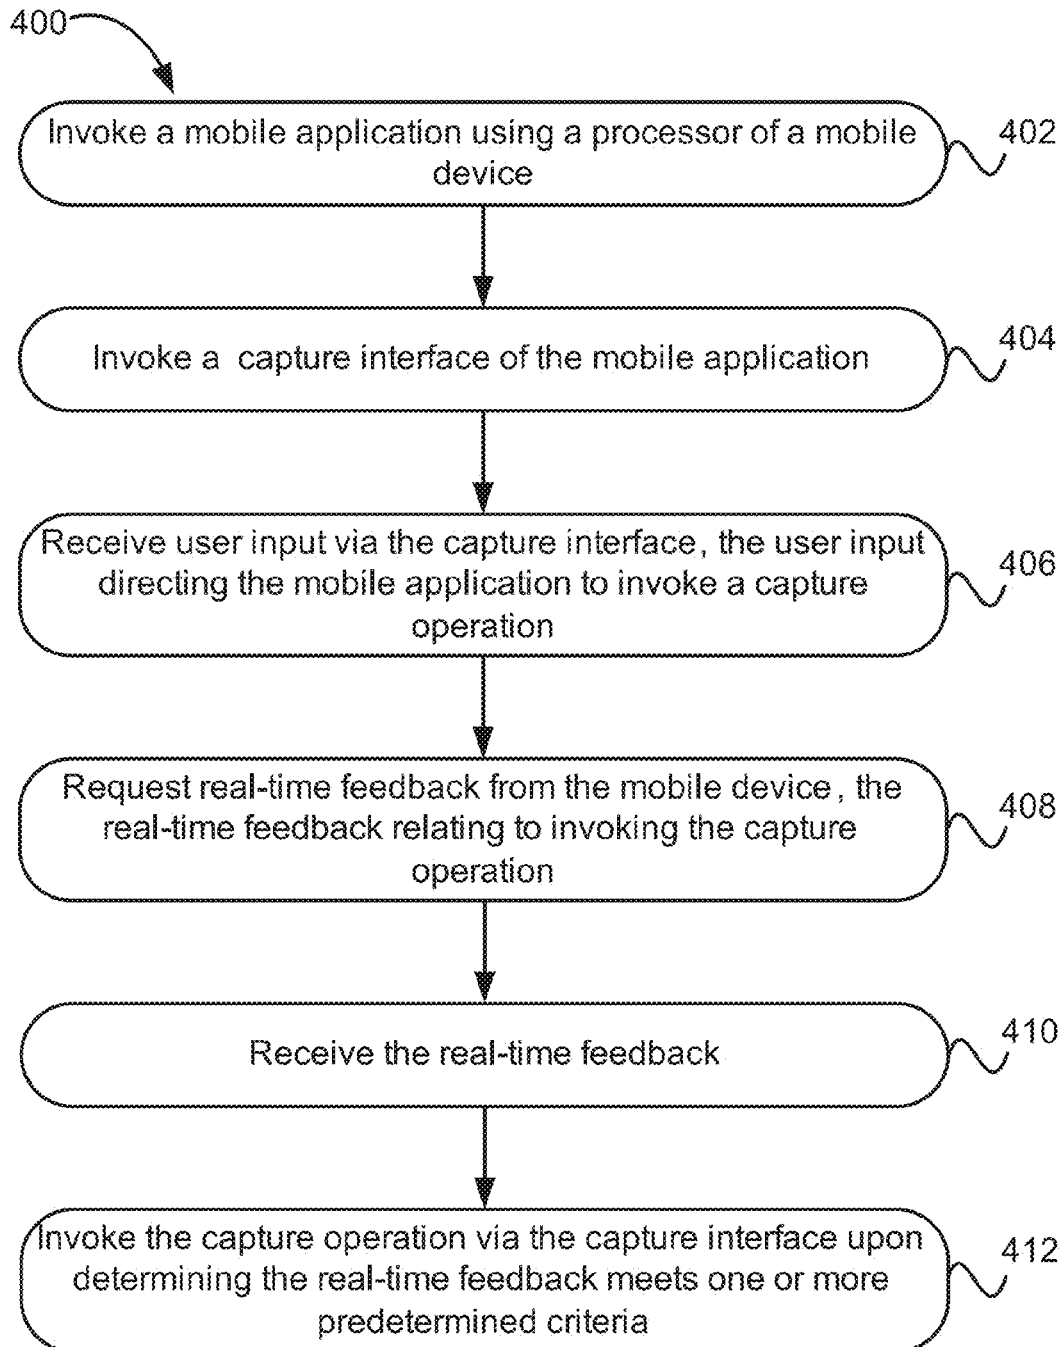 400
Invoke a mobile application using a processor of a mobile
device
402
Invoke a capture interface of the mobile application
404
Receive user input via the capture interface, the user input
directing the mobile application to invoke a capture
operation
406
Request real-time feedback from the mobile device, the
real-time feedback relating to invoking the capture
operation
408
Receive the real-time feedback
410
Invoke the capture operation via the capture interface upon
determining the real-time feedback meets one or more
predetermined criteria
412